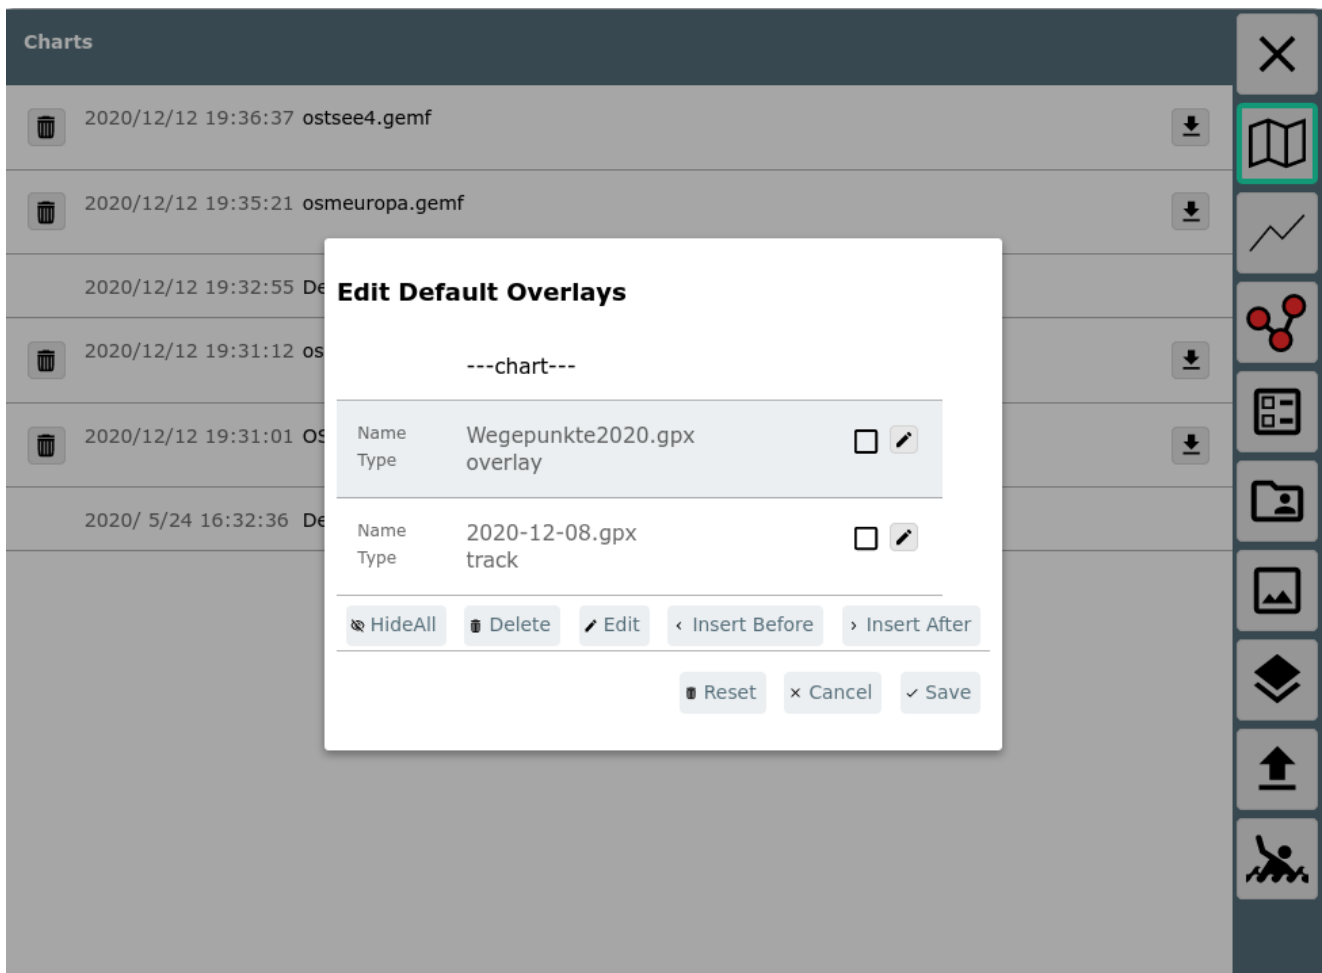 Charts
2020/12/12 19:36:37 ostsee4.gemf
2020/12/12 19:35:21 osmeuropa.gemf
2020/12/12 19:32:55 De
2020/12/12 19:31:12 os
2020/12/12 19:31:01 OS
2020/ 5/24 16:32:36 De
Edit Default Overlays
---chart---
Name Wegepunkte2020.gpx
Type overlay
Name 2020-12-08.gpx
Type track
HideAll Delete Edit Insert Before Insert After
Reset Cancel Save